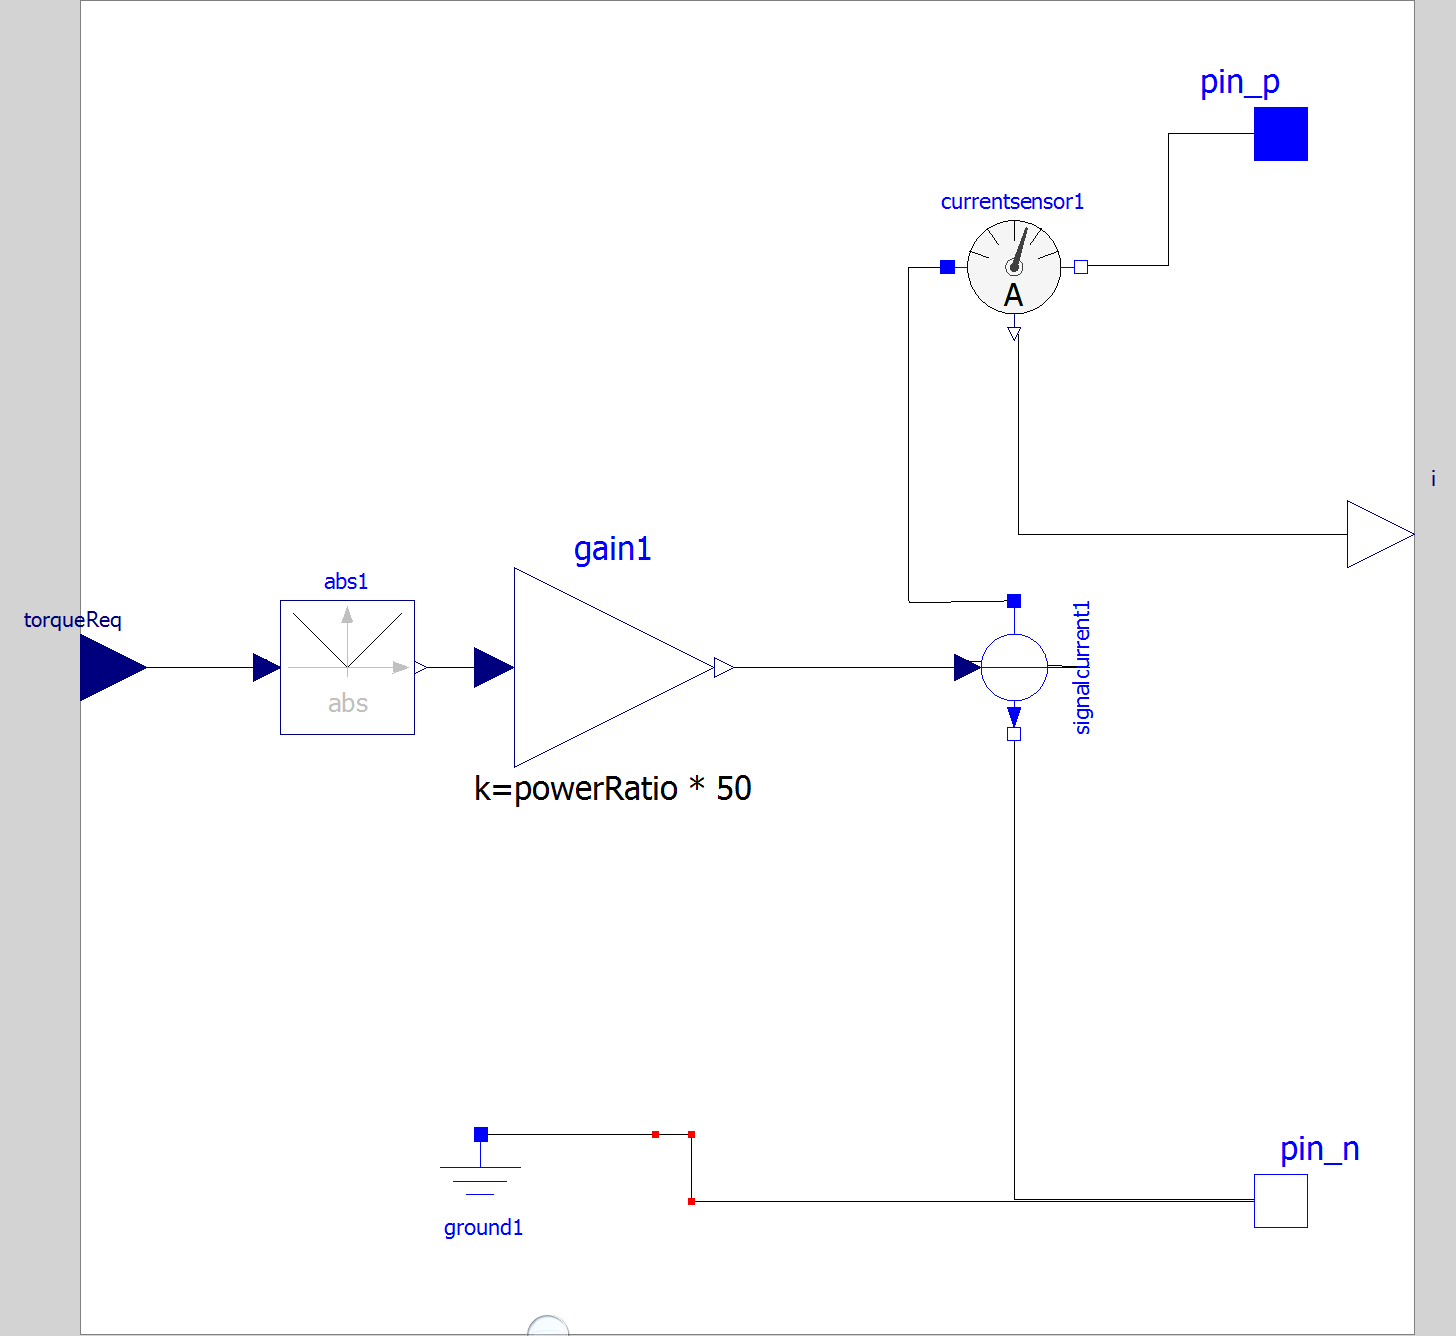 pin_p
currentsensor1
A
i
gain1
abs1
torqueReq
abs
signalcurrent1
k=powerRatio * 50
pin_n
ground1